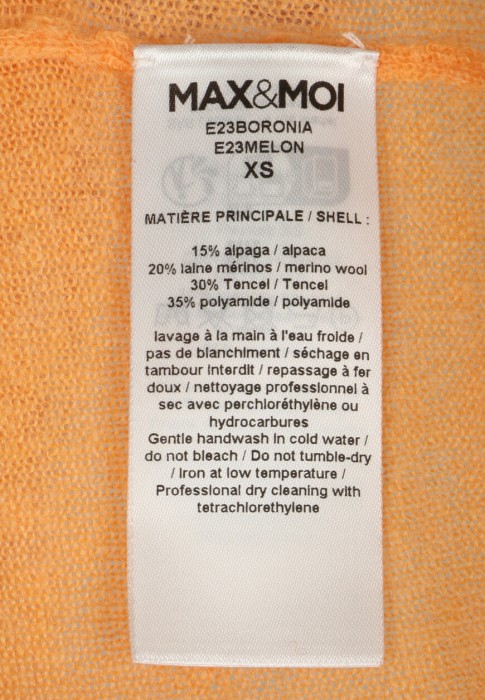 MAX&MOI
E23BORONIA
E23MELON
XS
MATIÈRE PRINCIPALE / SHELL :
15% alpaga / alpaca
20% laine mérinos / merino wool
30% Tencel / Tencel
35% polyamide / polyamide
lavage à la main à l'eau froide /
pas de blanchiment / séchage en
tambour interdit / repassage à fer
doux / nettoyage professionnel à
sec avec perchloréthylène ou
hydrocarbures
Gentle handwash in cold water /
do not bleach / Do not tumble-dry
/ Iron at low temperature /
Professional dry cleaning with
tetrachlorethylene